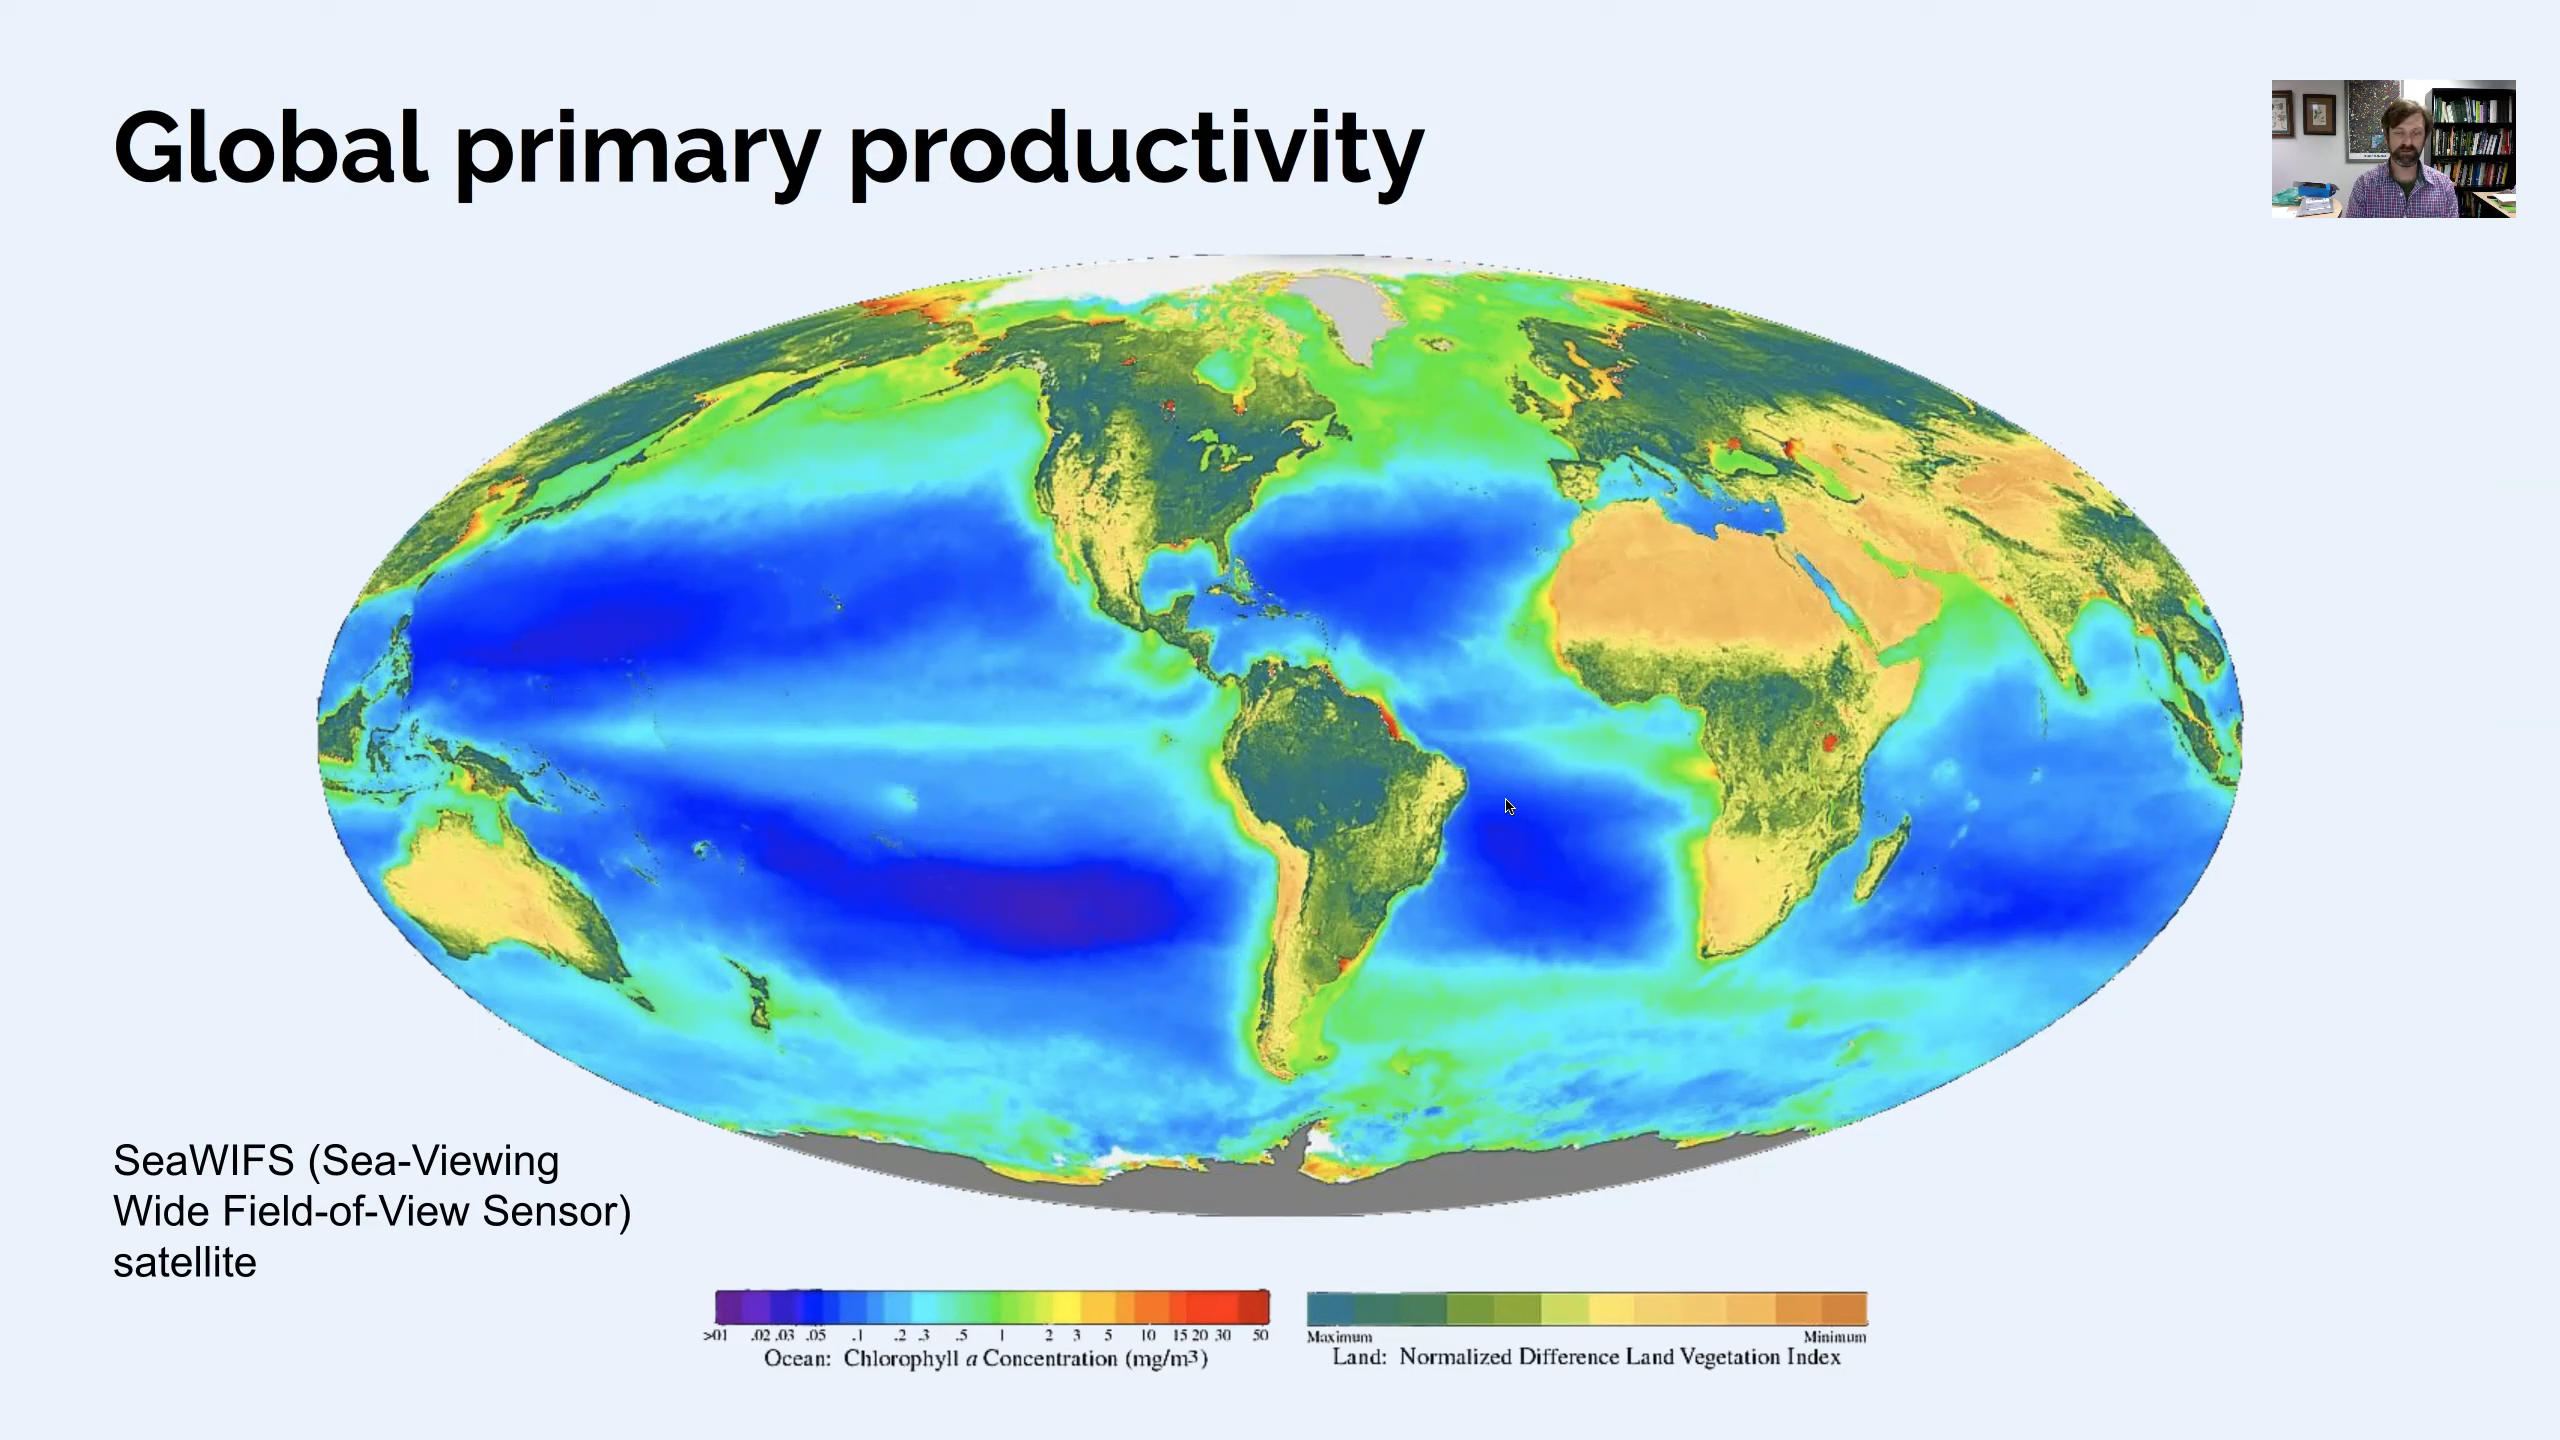 Global primary productivity
SeaWIFS (Sea-Viewing
Wide Field-of-View Sensor)
satellite
>01 .02 .03 .05 .1 .2 .3 .5 1 2 3 5 10 15 20 30 50
Ocean: Chlorophyll a Concentration (mg/m3)
Maximum Minimum
Land: Normalized Difference Land Vegetation Index